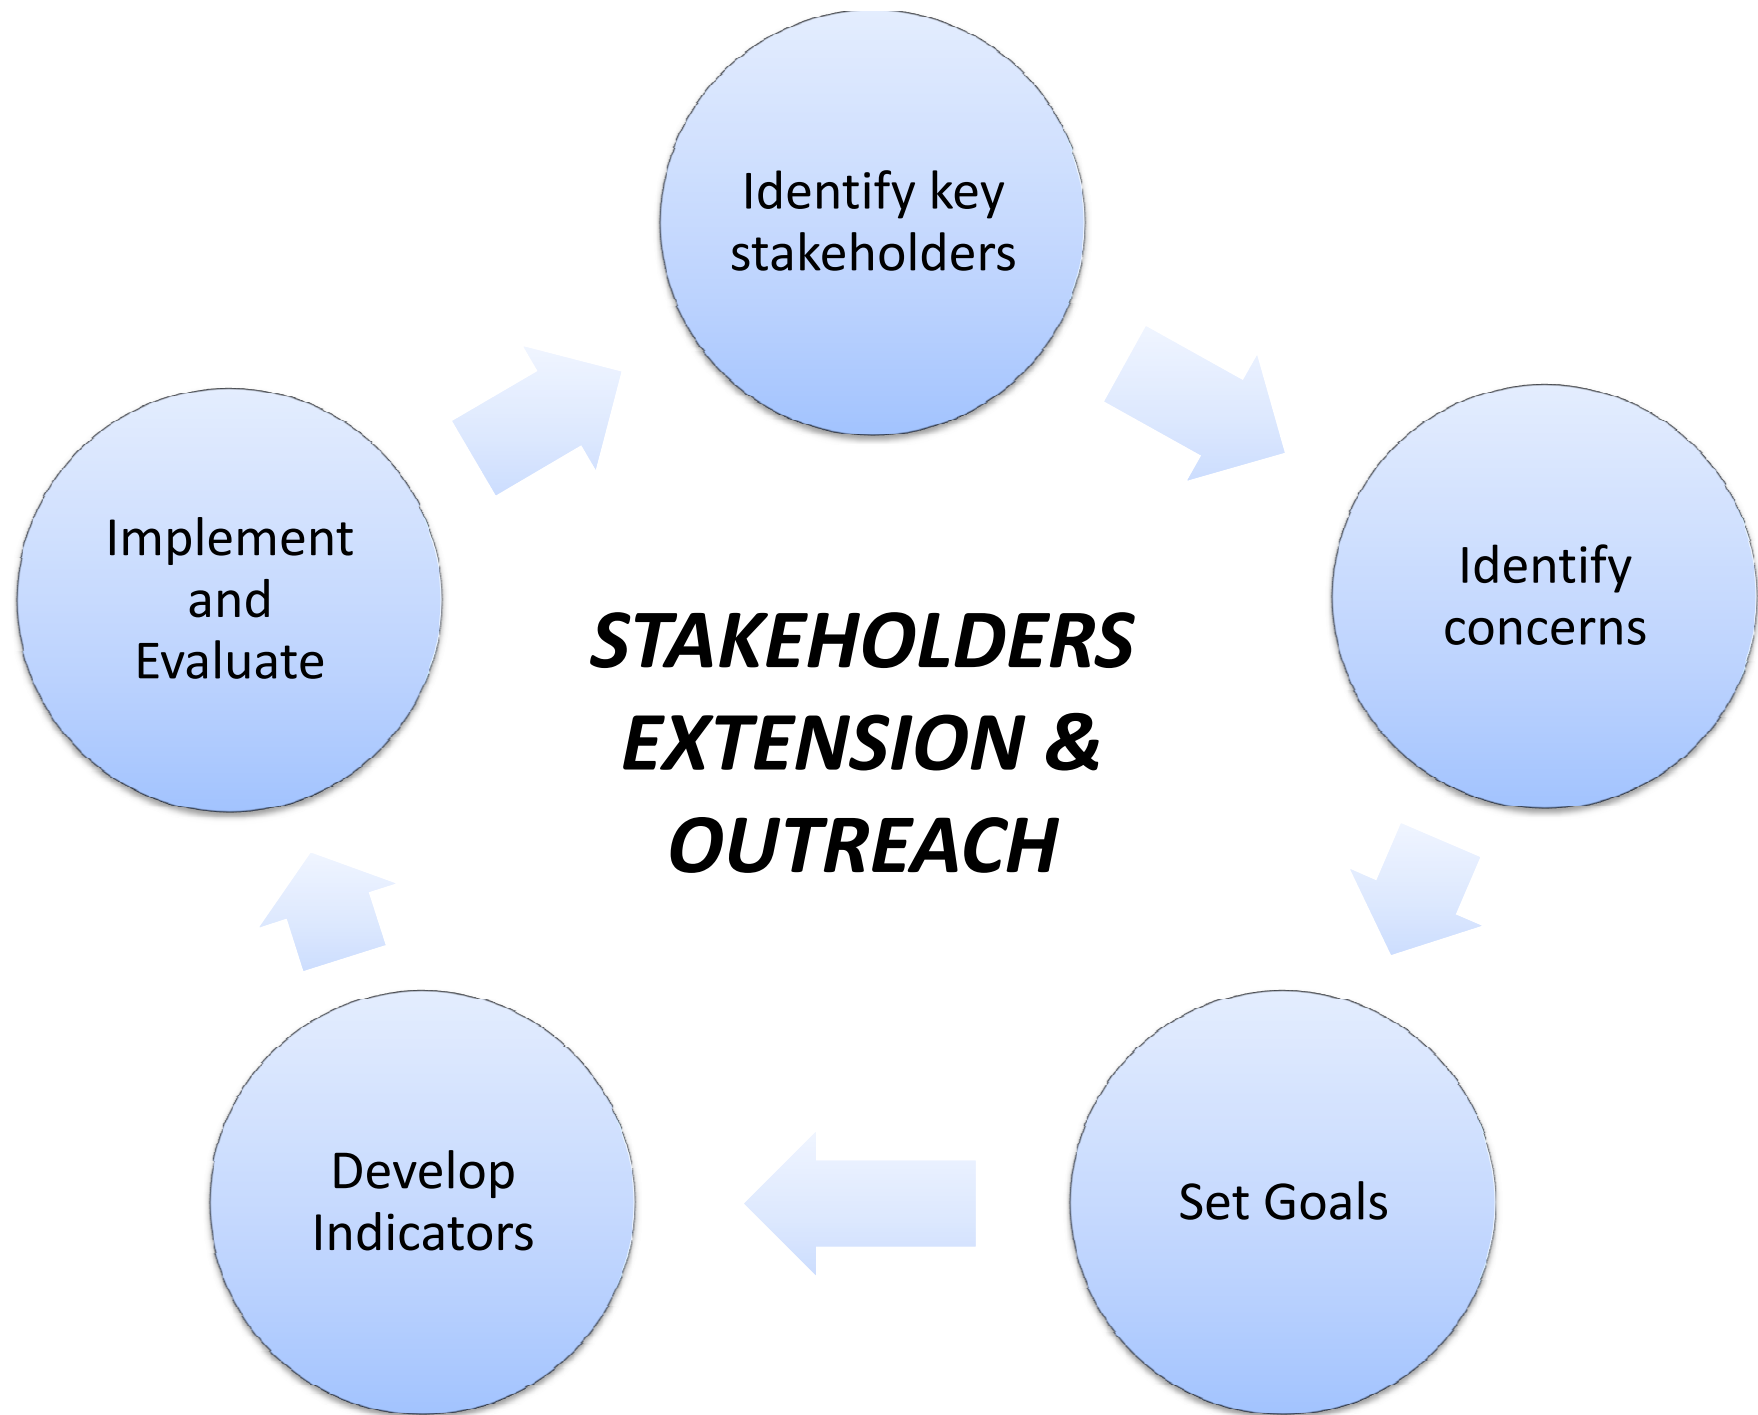 Identify key
stakeholders
Identify
concerns
Set Goals
Develop
Indicators
Implement
and
Evaluate
STAKEHOLDERS
EXTENSION &
OUTREACH